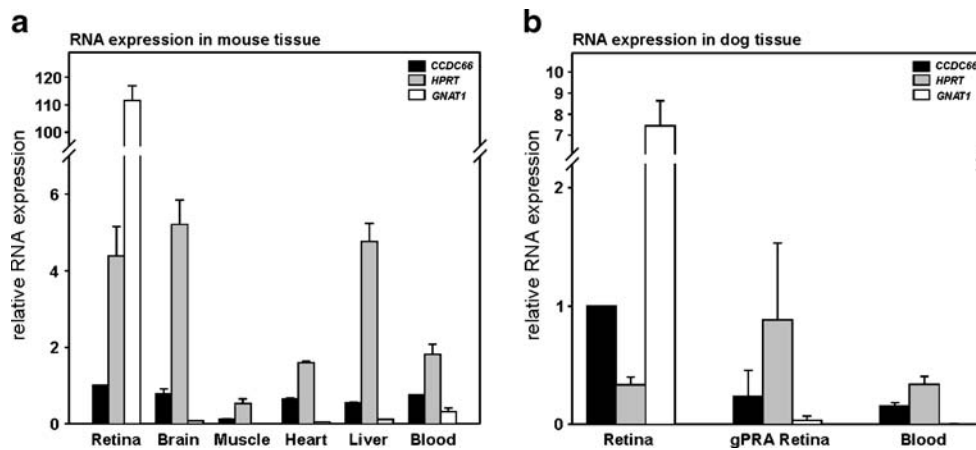 a
RNA expression in mouse tissue
CCDC66
HPRT
GNAT1
relative RNA expression
120
110
100
6
4
2
0
Retina Brain Muscle Heart Liver Blood
b
RNA expression in dog tissue
CCDC66
HPRT
GNAT1
relative RNA expression
10
9
8
7
2
1
0
Retina gPRA Retina Blood